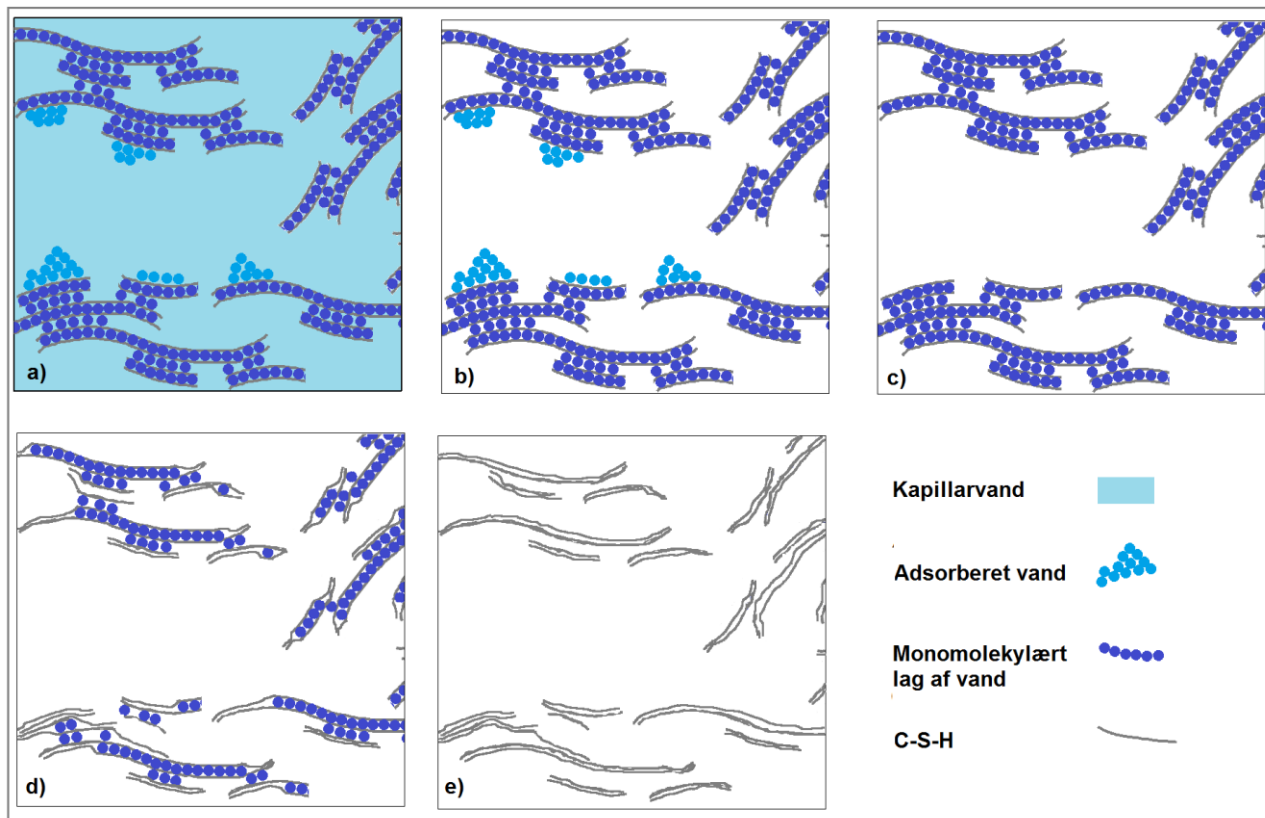 a)
b)
c)
d)
e)
Kapillarvand
Adsorberet vand
Monomolekylært
lag af vand
C-S-H